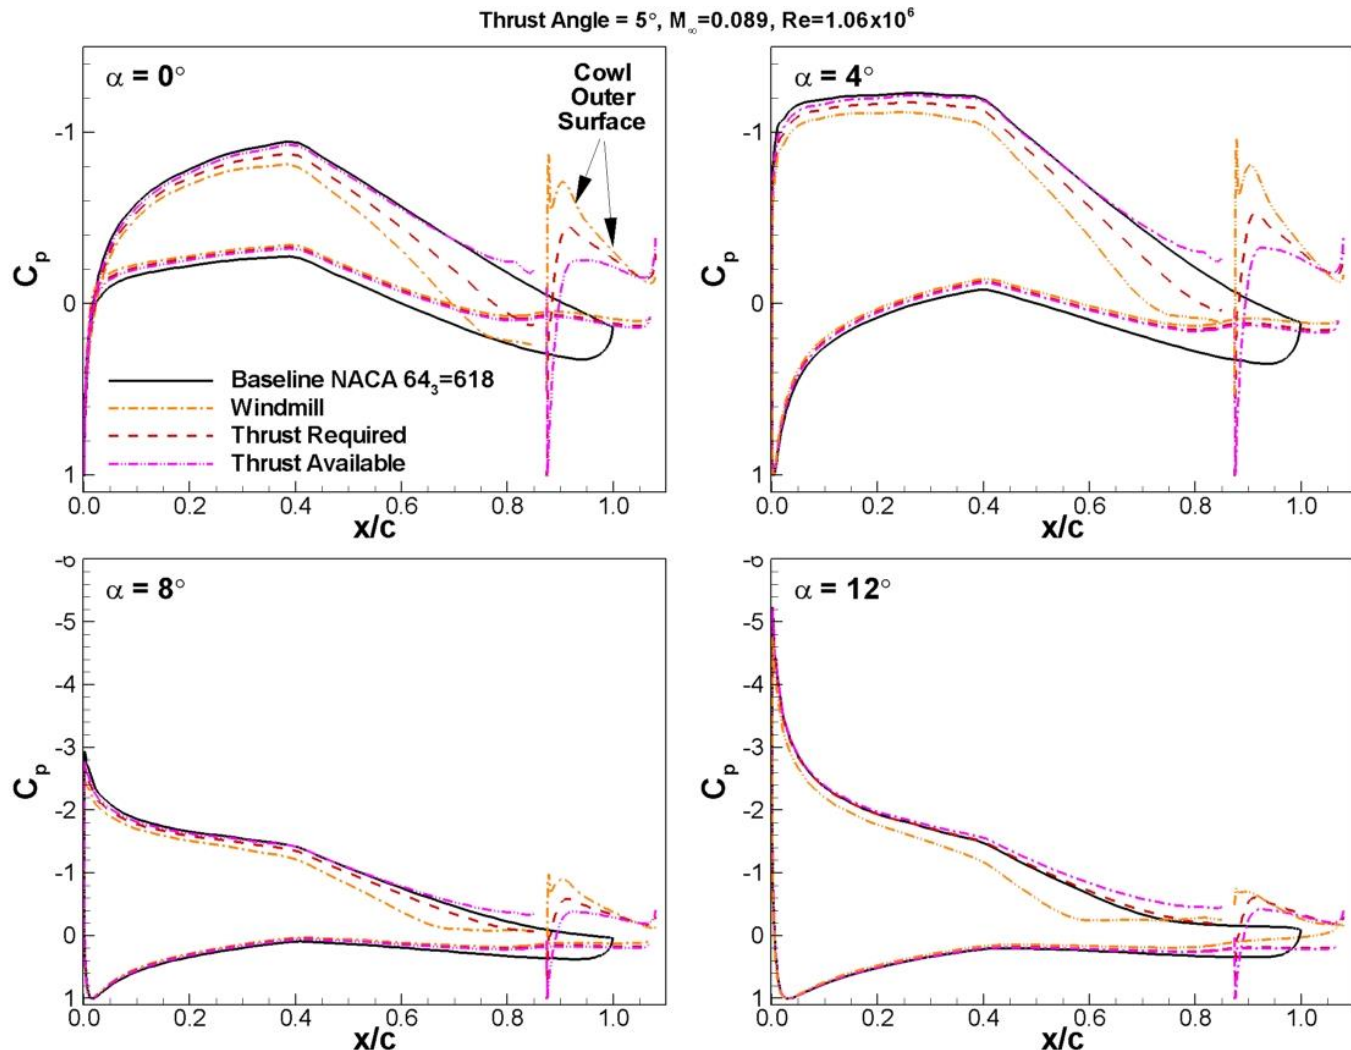 Thrust Angle = 5°, M∞=0.089, Re=1.06x10⁶
α = 0°
Cowl
Outer
Surface
-1
0
1
Cₚ
Baseline NACA 64₃=618
Windmill
Thrust Required
Thrust Available
0.0 0.2 0.4 0.6 0.8 1.0
x/c
α = 4°
-1
0
1
Cₚ
0.0 0.2 0.4 0.6 0.8 1.0
x/c
α = 8°
-6
-5
-4
-3
-2
-1
0
1
Cₚ
0.0 0.2 0.4 0.6 0.8 1.0
x/c
α = 12°
-6
-5
-4
-3
-2
-1
0
1
Cₚ
0.0 0.2 0.4 0.6 0.8 1.0
x/c